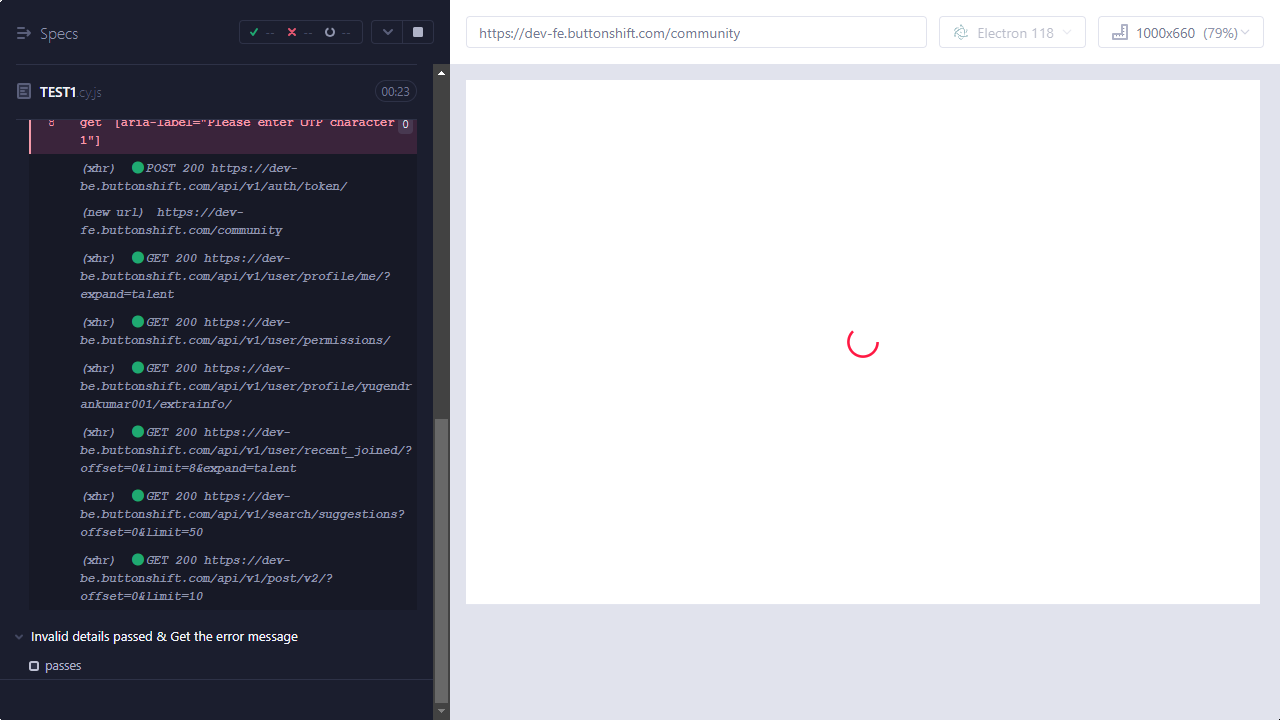 Specs
-- -- --
https://dev-fe.buttonshift.com/community
Electron 118
1000x660 (79%)
TEST1.cy.js
00:23
8 get [aria-label="Please enter OTP character 0
1"]
(xhr) POST 200 https://dev-
be.buttonshift.com/api/v1/auth/token/
(new url) https://dev-
fe.buttonshift.com/community
(xhr) GET 200 https://dev-
be.buttonshift.com/api/v1/user/profile/me/?
expand=talent
(xhr) GET 200 https://dev-
be.buttonshift.com/api/v1/user/permissions/
(xhr) GET 200 https://dev-
be.buttonshift.com/api/v1/user/profile/yugendr
ankumar001/extrainfo/
(xhr) GET 200 https://dev-
be.buttonshift.com/api/v1/user/recent_joined/?
offset=0&limit=8&expand=talent
(xhr) GET 200 https://dev-
be.buttonshift.com/api/v1/search/suggestions?
offset=0&limit=50
(xhr) GET 200 https://dev-
be.buttonshift.com/api/v1/post/v2/?
offset=0&limit=10
Invalid details passed & Get the error message
passes